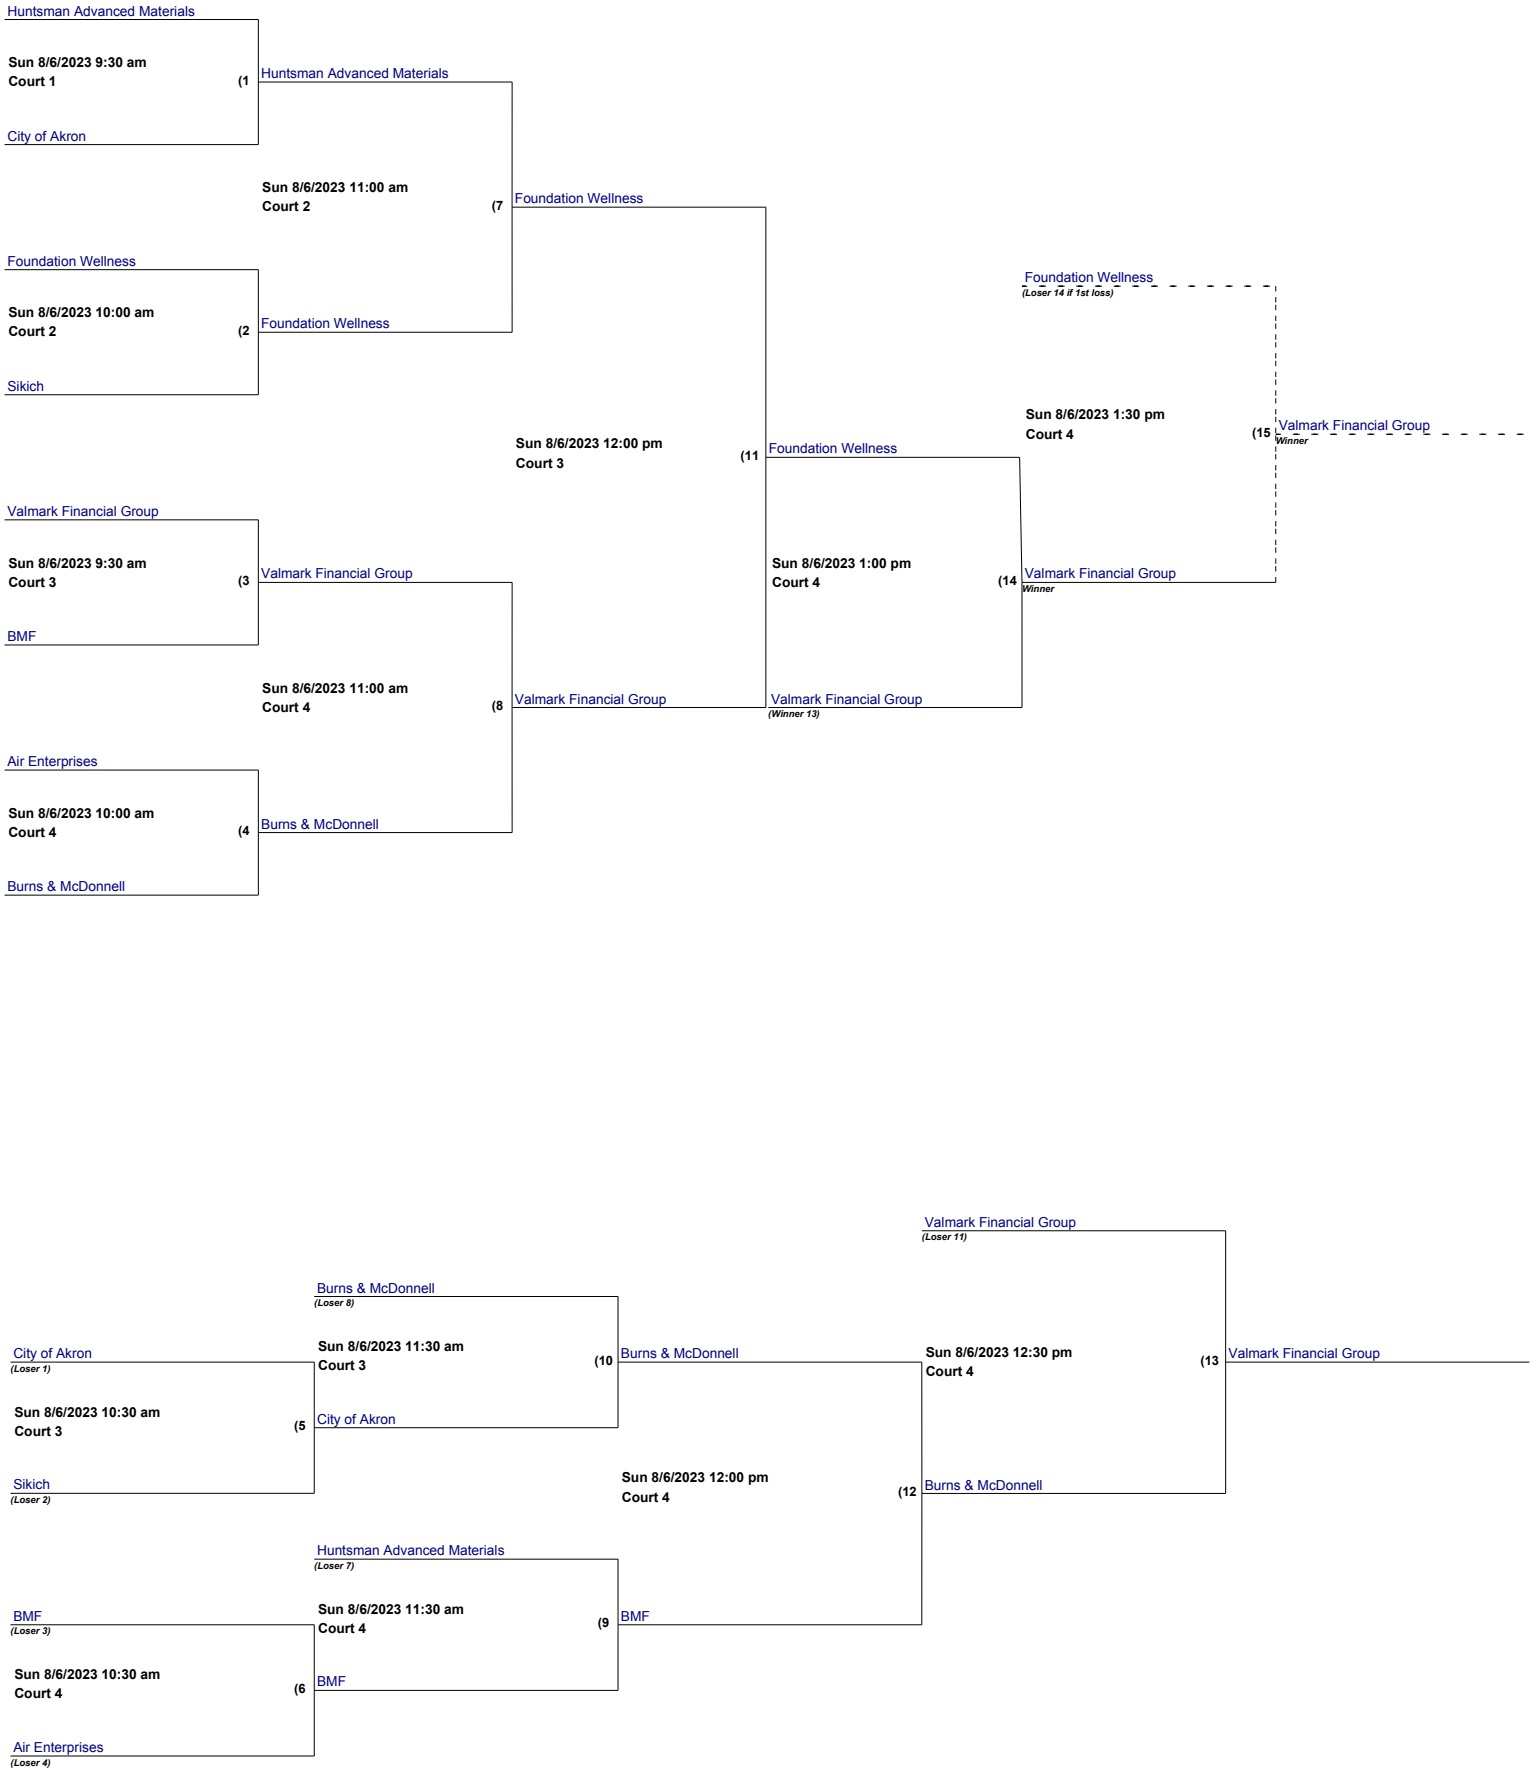 Huntsman Advanced Materials
Sun 8/6/2023 9:30 am
Court 1
(1
Huntsman Advanced Materials
City of Akron
Sun 8/6/2023 11:00 am
Court 2
(7
Foundation Wellness
Foundation Wellness
Sun 8/6/2023 10:00 am
Court 2
(2
Foundation Wellness
Sikich
Foundation Wellness
(Loser 14 if 1st loss)
Sun 8/6/2023 1:30 pm
Court 4
(15
Valmark Financial Group
Winner
Sun 8/6/2023 12:00 pm
Court 3
(11
Foundation Wellness
Valmark Financial Group
Sun 8/6/2023 9:30 am
Court 3
(3
Valmark Financial Group
BMF
Sun 8/6/2023 1:00 pm
Court 4
(14
Valmark Financial Group
Winner
Sun 8/6/2023 11:00 am
Court 4
(8
Valmark Financial Group
Valmark Financial Group
(Winner 13)
Air Enterprises
Sun 8/6/2023 10:00 am
Court 4
(4
Burns & McDonnell
Burns & McDonnell
Valmark Financial Group
(Loser 11)
Burns & McDonnell
(Loser 8)
City of Akron
(Loser 1)
Sun 8/6/2023 11:30 am
Court 3
(10
Burns & McDonnell
Sun 8/6/2023 12:30 pm
Court 4
(13
Valmark Financial Group
Sun 8/6/2023 10:30 am
Court 3
(5
City of Akron
Sikich
(Loser 2)
Sun 8/6/2023 12:00 pm
Court 4
(12
Burns & McDonnell
Huntsman Advanced Materials
(Loser 7)
BMF
(Loser 3)
Sun 8/6/2023 11:30 am
Court 4
(9
BMF
Sun 8/6/2023 10:30 am
Court 4
(6
BMF
Air Enterprises
(Loser 4)